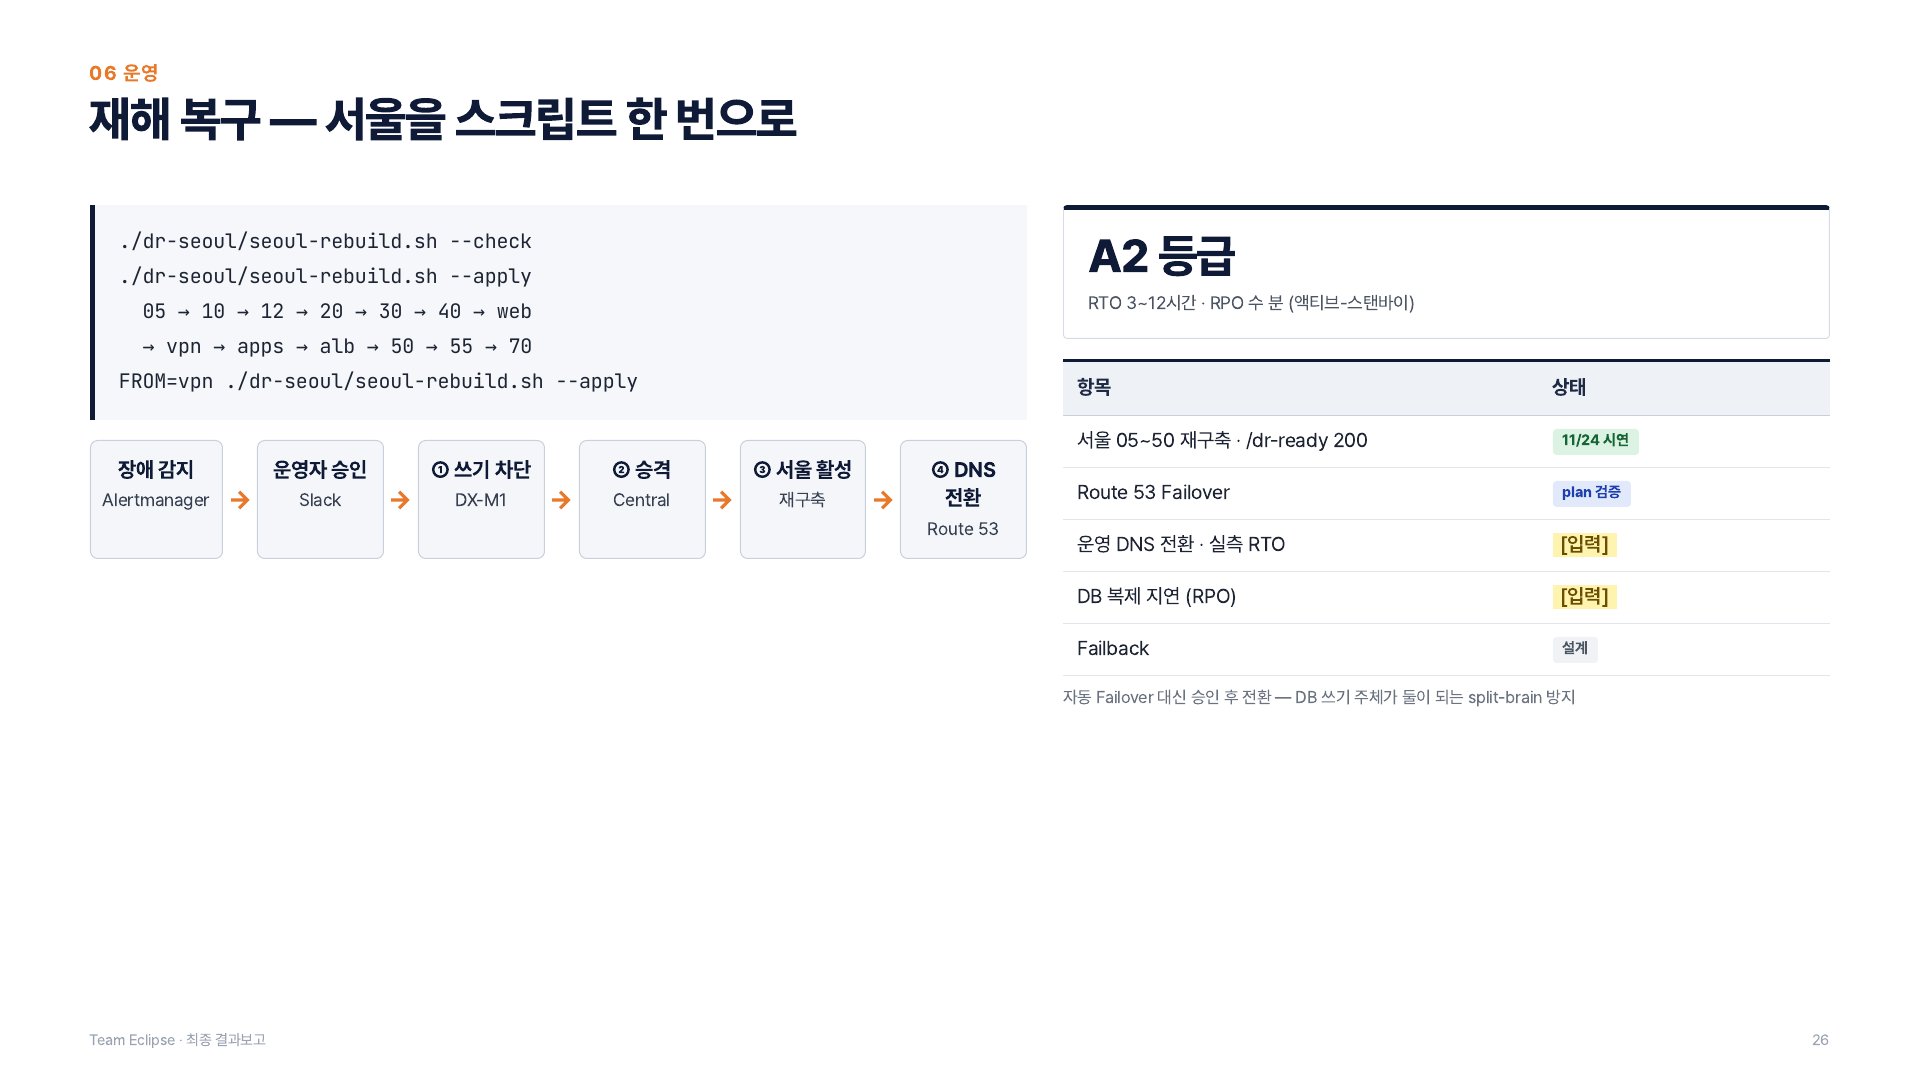 06 운영
재해 복구 — 서울을 스크립트 한 번으로
./dr-seoul/seoul-rebuild.sh --check
./dr-seoul/seoul-rebuild.sh --apply
05 → 10 → 12 → 20 → 30 → 40 → web
→ vpn → apps → alb → 50 → 55 → 70
FROM=vpn ./dr-seoul/seoul-rebuild.sh --apply
장애 감지
Alertmanager
→
운영자 승인
Slack
→
① 쓰기 차단
DX-M1
→
② 승격
Central
→
③ 서울 활성
재구축
→
④ DNS
전환
Route 53
A2 등급
RTO 3~12시간 · RPO 수 분 (액티브-스탠바이)
항목 상태
서울 05~50 재구축 · /dr-ready 200 11/24 시연
Route 53 Failover plan 검증
운영 DNS 전환 · 실측 RTO [입력]
DB 복제 지연 (RPO) [입력]
Failback 설계
자동 Failover 대신 승인 후 전환 — DB 쓰기 주체가 둘이 되는 split-brain 방지
Team Eclipse · 최종 결과보고
26